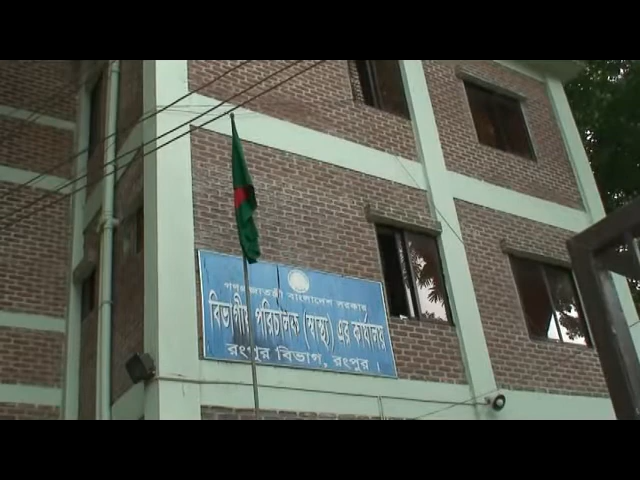 গণপ্রজাতন্ত্রী বাংলাদেশ সরকার
বিভাগীয় পরিচালক (স্বাস্থ্য) এর কার্যালয়
রংপুর বিভাগ, রংপুর।